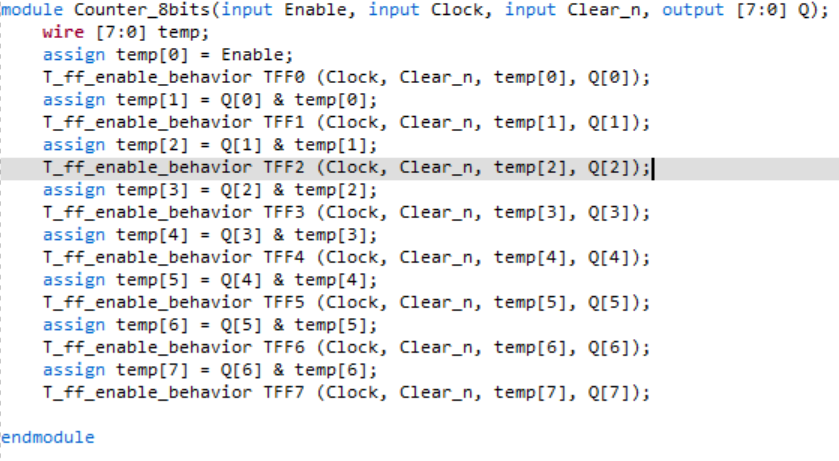 module Counter_8bits(input Enable, input Clock, input Clear_n, output [7:0] Q);
    wire [7:0] temp;
    assign temp[0] = Enable;
    T_ff_enable_behavior TFF0 (Clock, Clear_n, temp[0], Q[0]);
    assign temp[1] = Q[0] & temp[0];
    T_ff_enable_behavior TFF1 (Clock, Clear_n, temp[1], Q[1]);
    assign temp[2] = Q[1] & temp[1];
    T_ff_enable_behavior TFF2 (Clock, Clear_n, temp[2], Q[2]);
    assign temp[3] = Q[2] & temp[2];
    T_ff_enable_behavior TFF3 (Clock, Clear_n, temp[3], Q[3]);
    assign temp[4] = Q[3] & temp[3];
    T_ff_enable_behavior TFF4 (Clock, Clear_n, temp[4], Q[4]);
    assign temp[5] = Q[4] & temp[4];
    T_ff_enable_behavior TFF5 (Clock, Clear_n, temp[5], Q[5]);
    assign temp[6] = Q[5] & temp[5];
    T_ff_enable_behavior TFF6 (Clock, Clear_n, temp[6], Q[6]);
    assign temp[7] = Q[6] & temp[6];
    T_ff_enable_behavior TFF7 (Clock, Clear_n, temp[7], Q[7]);
endmodule